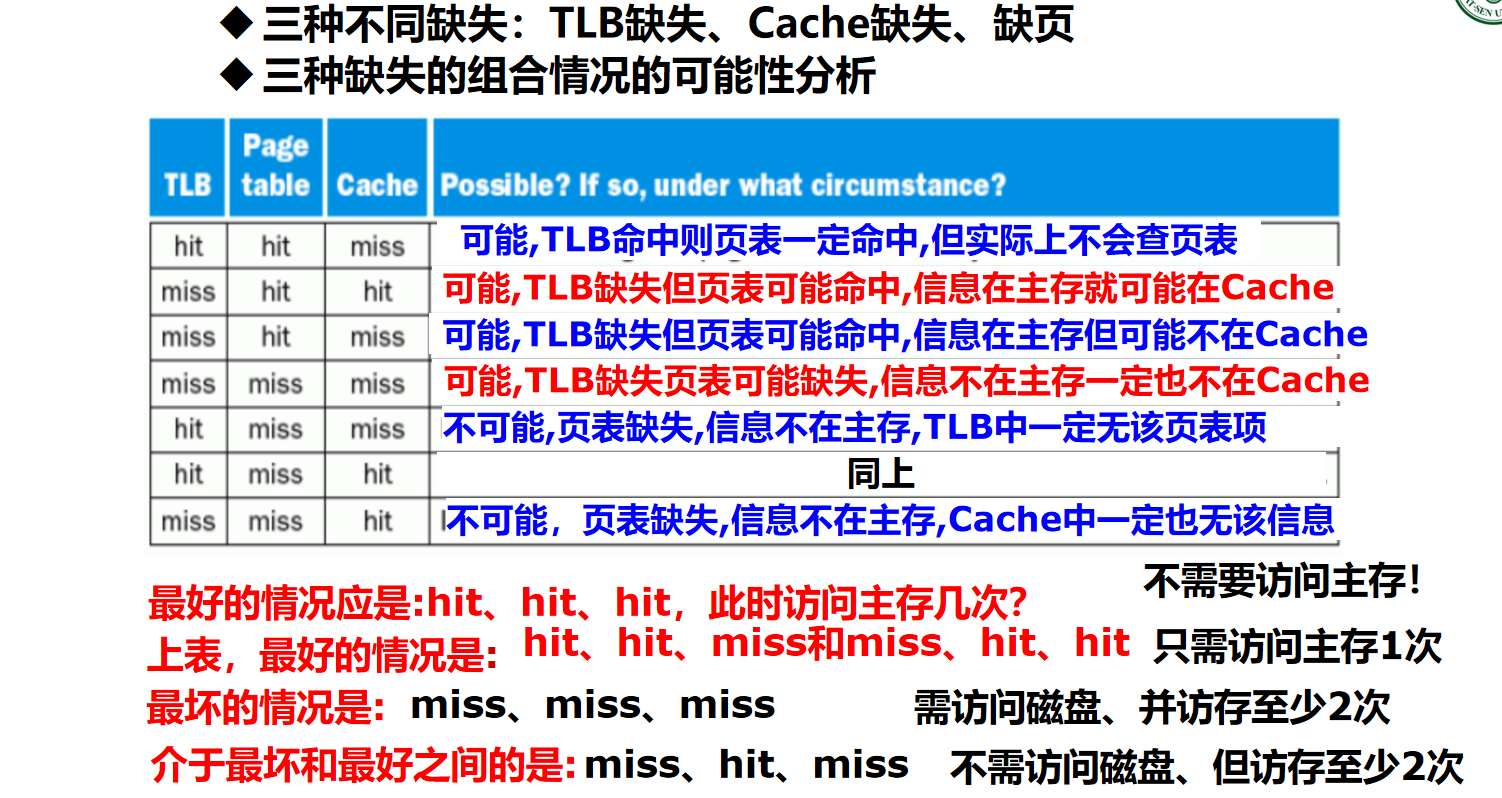 ◆ 三种不同缺失：TLB缺失、Cache缺失、缺页
◆ 三种缺失的组合情况的可能性分析
TLB Page table Cache Possible? If so, under what circumstance?
hit hit miss 可能,TLB命中则页表一定命中,但实际上不会查页表
miss hit hit 可能,TLB缺失但页表可能命中,信息在主存就可能在Cache
miss hit miss 可能,TLB缺失但页表可能命中,信息在主存但可能不在Cache
miss miss miss 可能,TLB缺失页表可能缺失,信息不在主存一定也不在Cache
hit miss miss 不可能,页表缺失,信息不在主存,TLB中一定无该页表项
hit miss hit 同上
miss miss hit 不可能，页表缺失,信息不在主存,Cache中一定也无该信息
最好的情况应是:hit、hit、hit，此时访问主存几次? 不需要访问主存！
上表，最好的情况是: hit、hit、miss和miss、hit、hit 只需访问主存1次
最坏的情况是: miss、miss、miss 需访问磁盘、并访存至少2次
介于最坏和最好之间的是: miss、hit、miss 不需访问磁盘、但访存至少2次